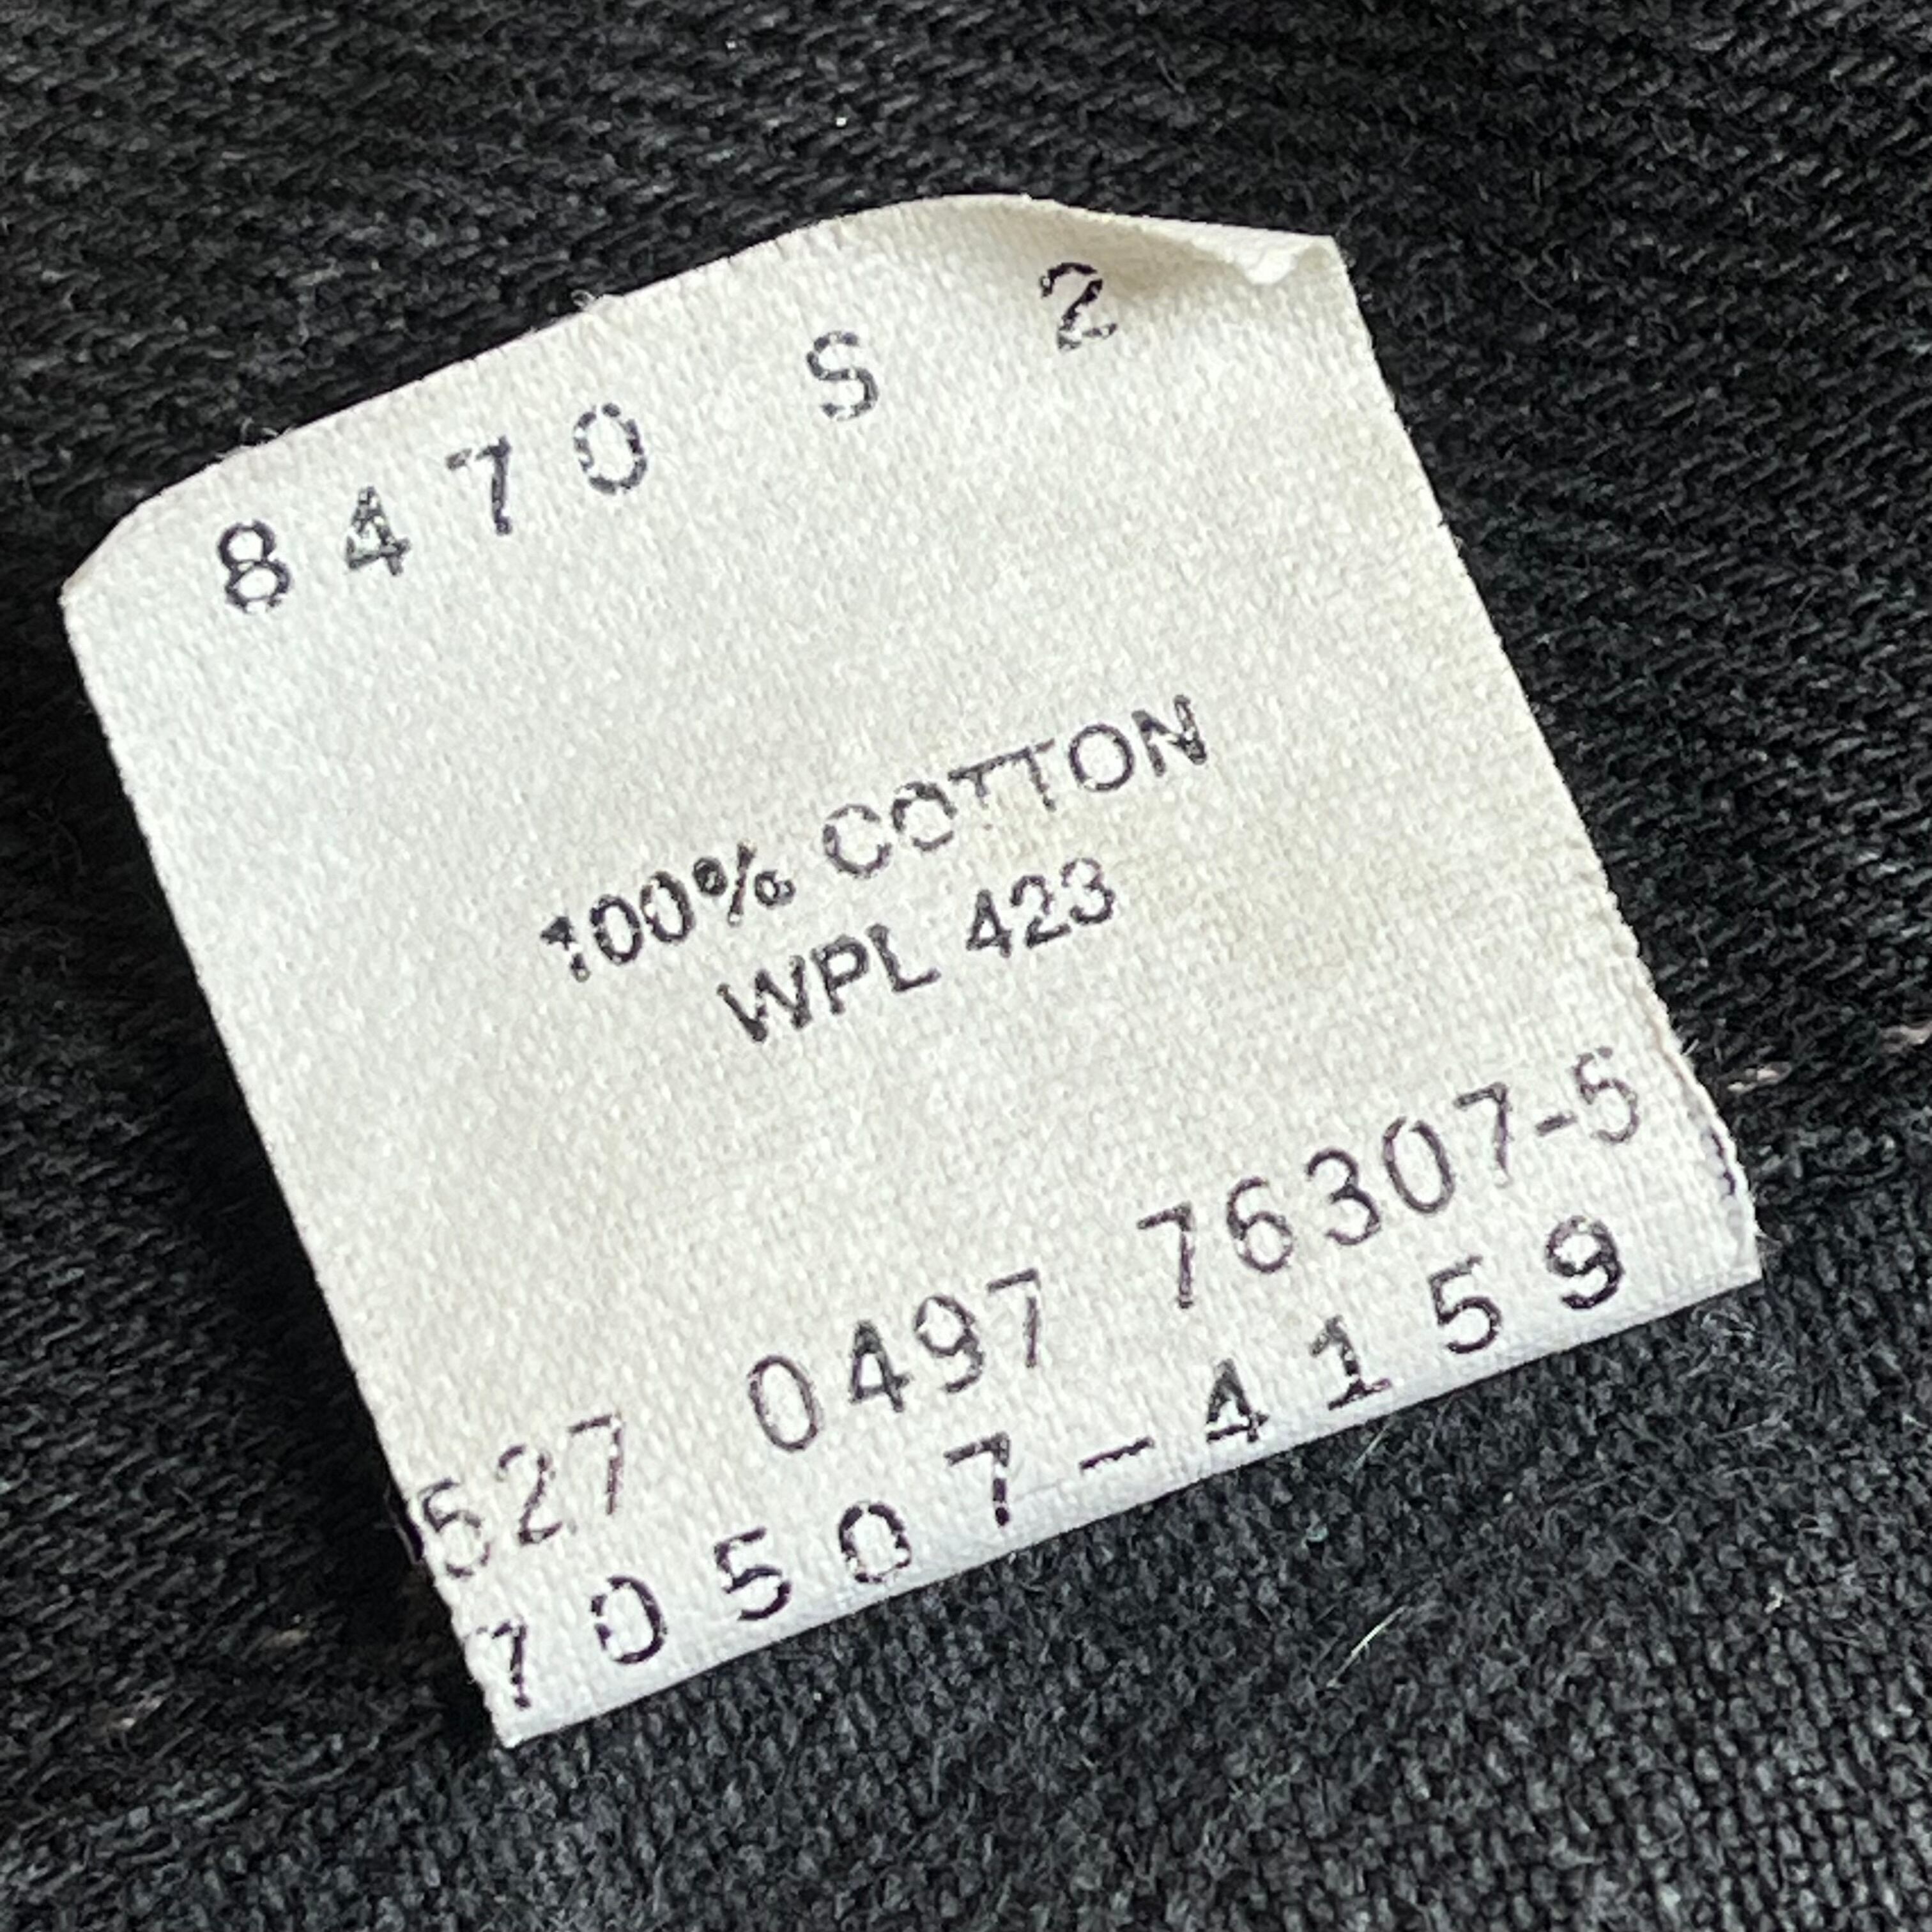 8470 S 2
100% COTTON
WPL 423
527 0497 76307-5
70507-4159